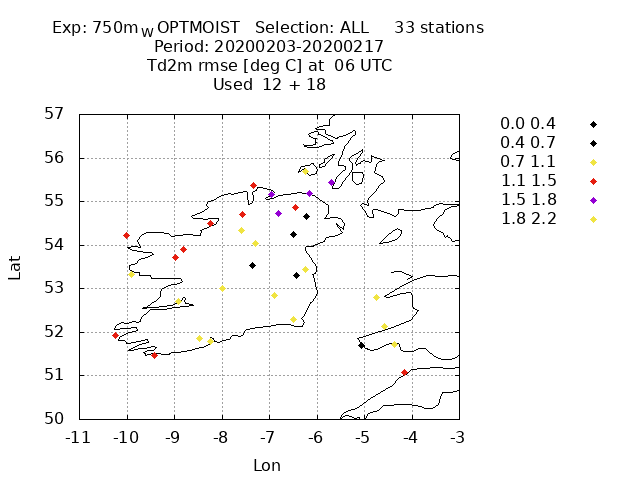 Exp: 750m_W OPTMOIST Selection: ALL 33 stations
Period: 20200203-20200217
Td2m rmse [deg C] at 06 UTC
Used 12 + 18
57
56
55
54
53
52
51
50
-11 -10 -9 -8 -7 -6 -5 -4 -3
Lat
Lon
0.0 0.4
0.4 0.7
0.7 1.1
1.1 1.5
1.5 1.8
1.8 2.2